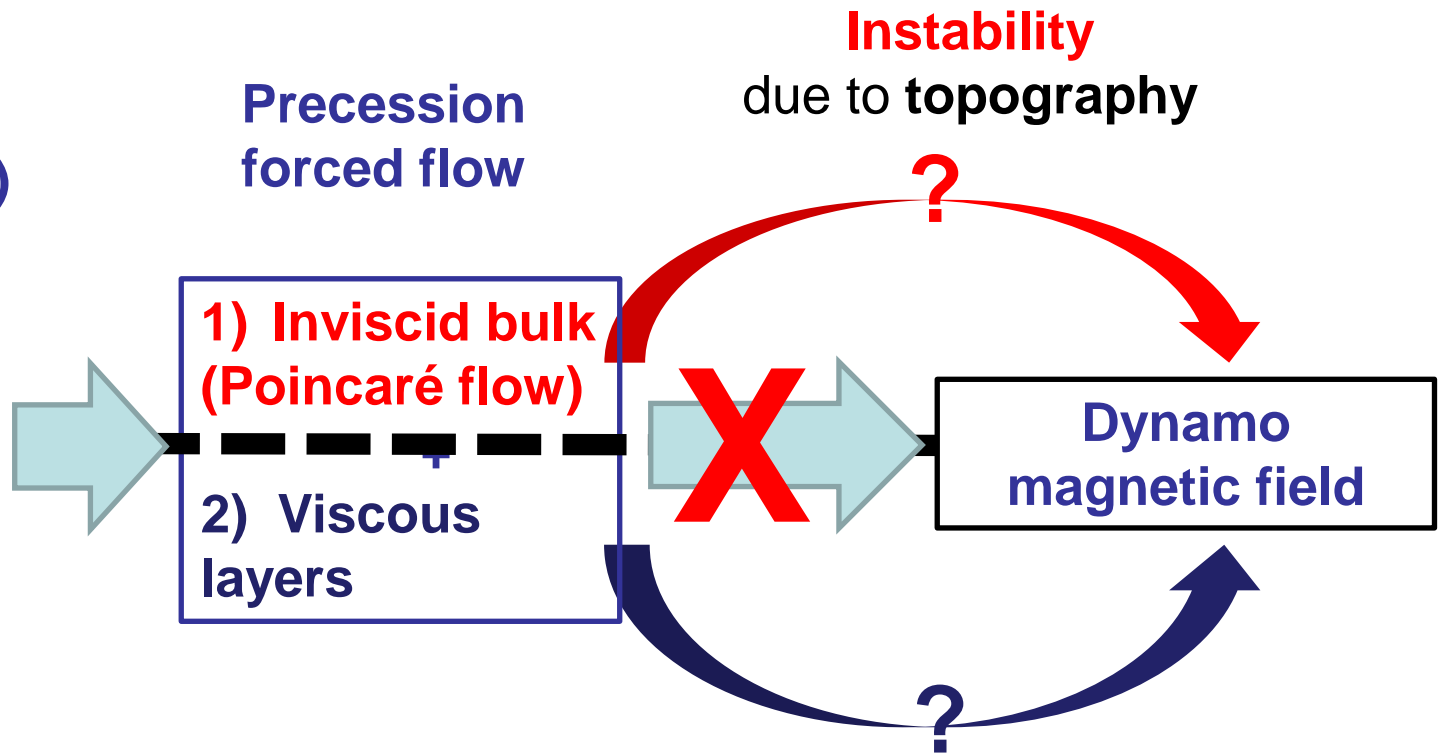 Instability
due to topography
Precession
forced flow
)
?
1) Inviscid bulk
(Poincaré flow)
X
+
Dynamo
magnetic field
2) Viscous
layers
?